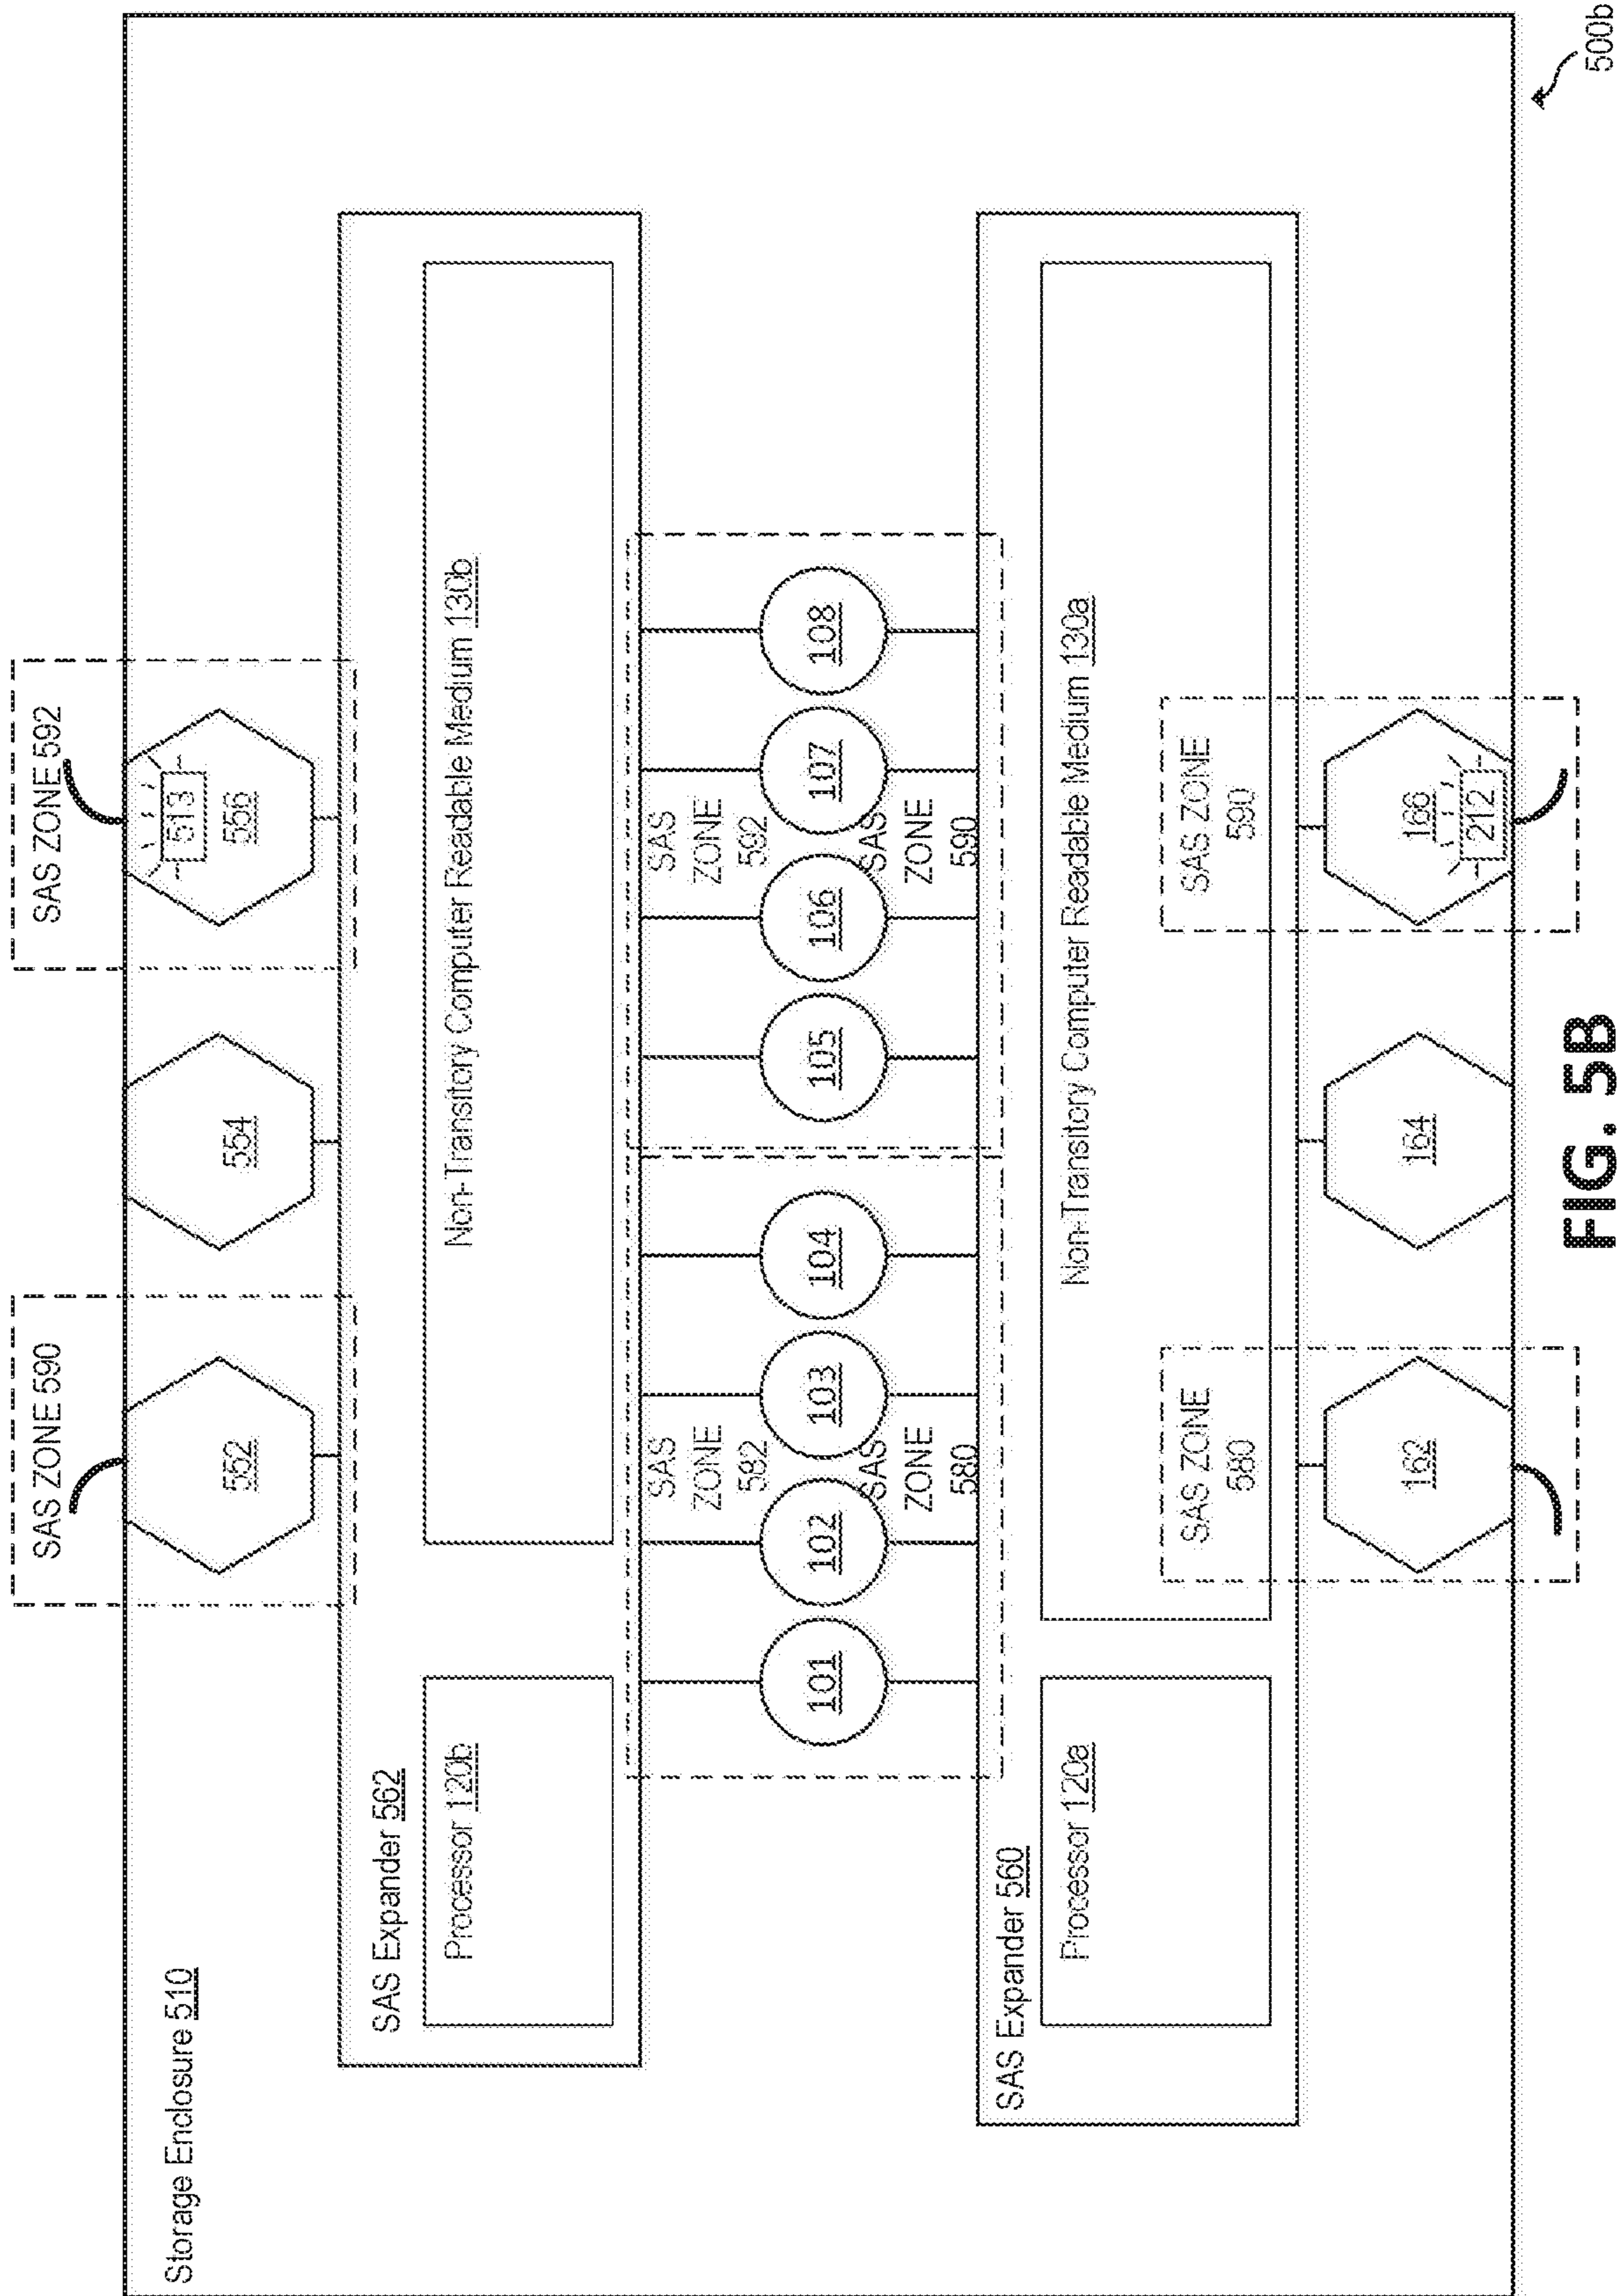 Storage Enclosure 510
SAS ZONE 590
SAS ZONE 592
552
554
513
556
SAS Expander 562
Processor 120b
Non-Transitory Computer Readable Medium 130b
SAS
ZONE
582
SAS
ZONE
592
101
102
103
104
105
106
107
108
SAS
ZONE
580
SAS
ZONE
590
SAS Expander 560
Processor 120a
Non-Transitory Computer Readable Medium 130a
SAS ZONE
580
SAS ZONE
590
162
164
166
212
500b
FIG. 5B